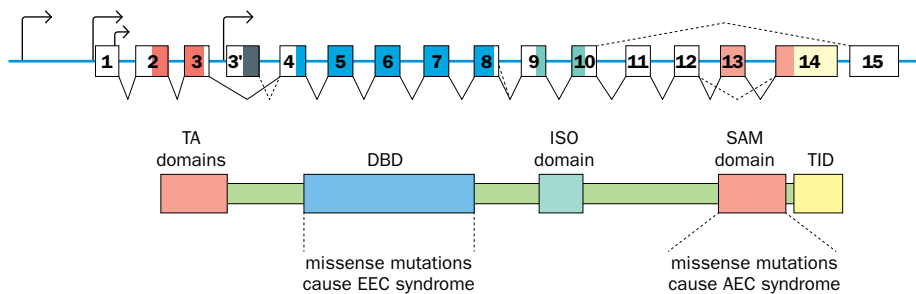 1 2 3 3' 4 5 6 7 8 9 10 11 12 13 14 15
TA
domains
DBD
ISO
domain
SAM
domain
TID
missense mutations
cause EEC syndrome
missense mutations
cause AEC syndrome